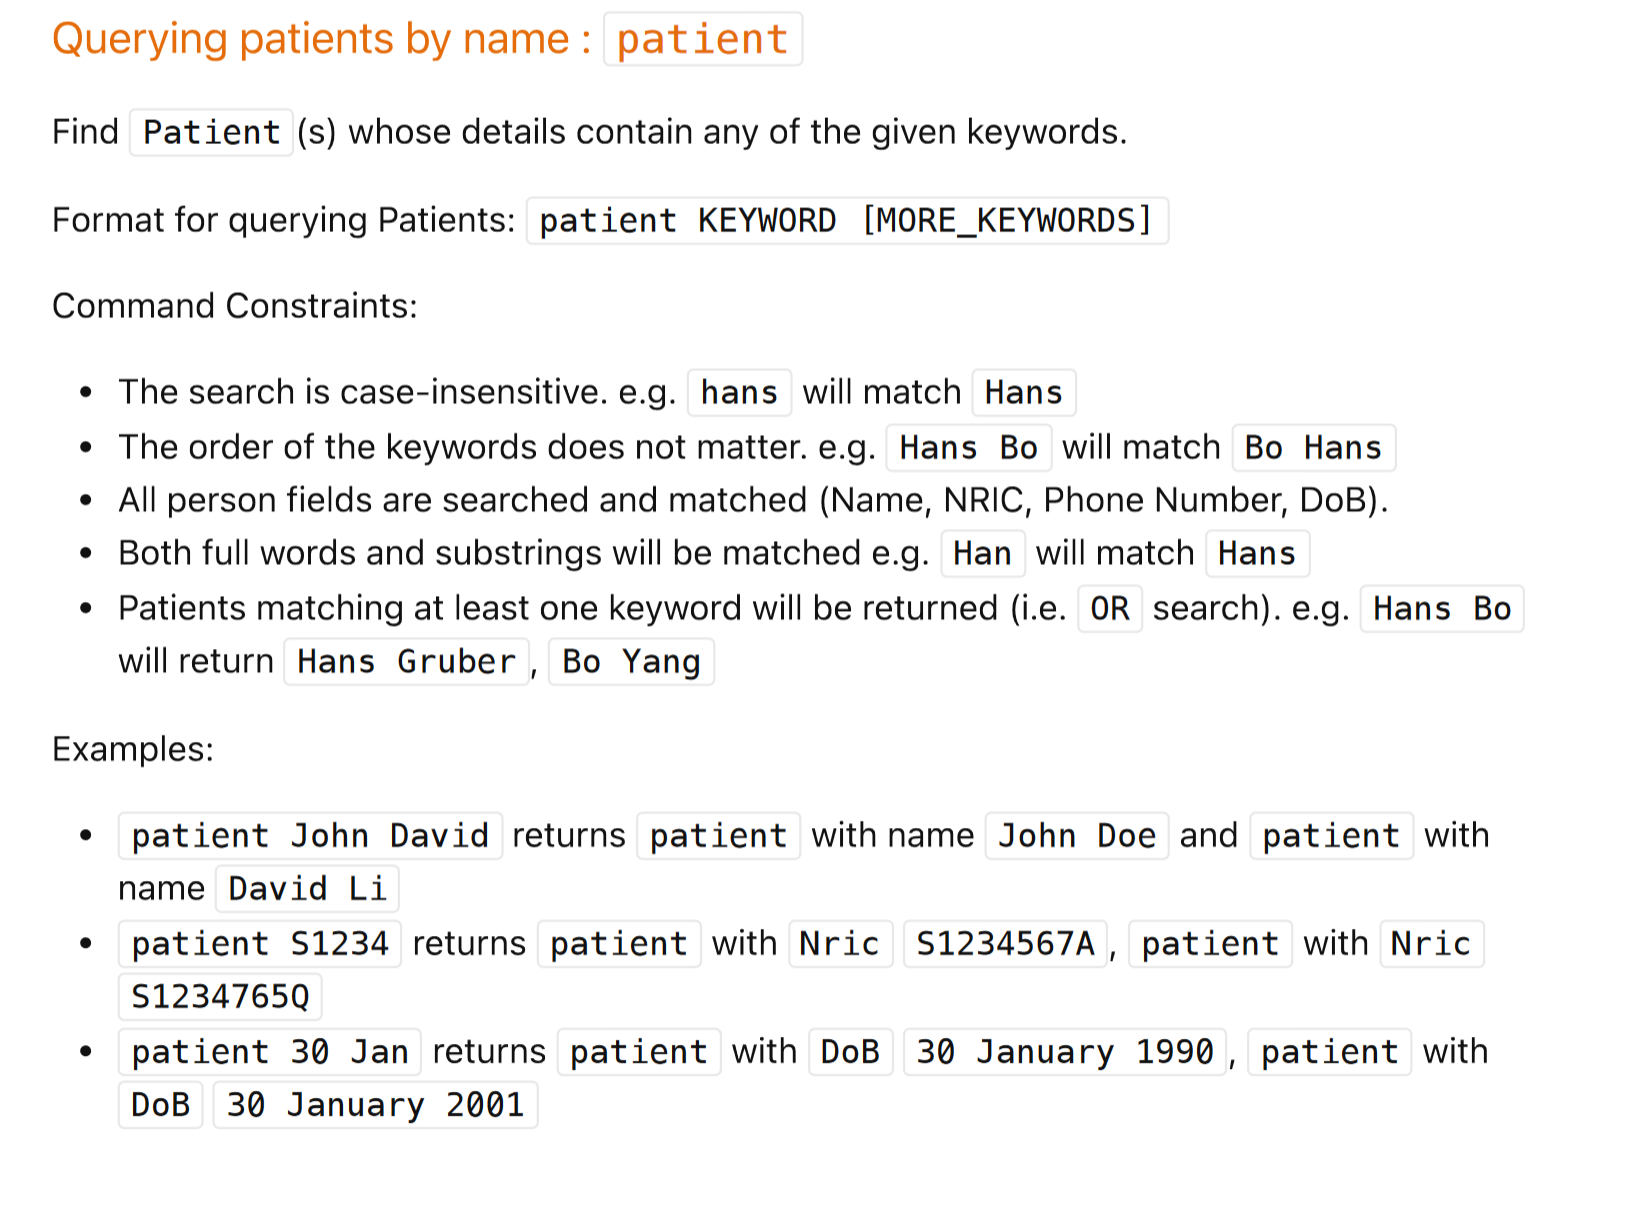 Querying patients by name : patient
Find Patient (s) whose details contain any of the given keywords.
Format for querying Patients: patient KEYWORD [MORE_KEYWORDS]
Command Constraints:
• The search is case-insensitive. e.g. hans will match Hans
• The order of the keywords does not matter. e.g. Hans Bo will match Bo Hans
• All person fields are searched and matched (Name, NRIC, Phone Number, DoB).
• Both full words and substrings will be matched e.g. Han will match Hans
• Patients matching at least one keyword will be returned (i.e. OR search). e.g. Hans Bo
will return Hans Gruber , Bo Yang
Examples:
• patient John David returns patient with name John Doe and patient with
name David Li
• patient S1234 returns patient with Nric S1234567A , patient with Nric
S1234765Q
• patient 30 Jan returns patient with DoB 30 January 1990 , patient with
DoB 30 January 2001